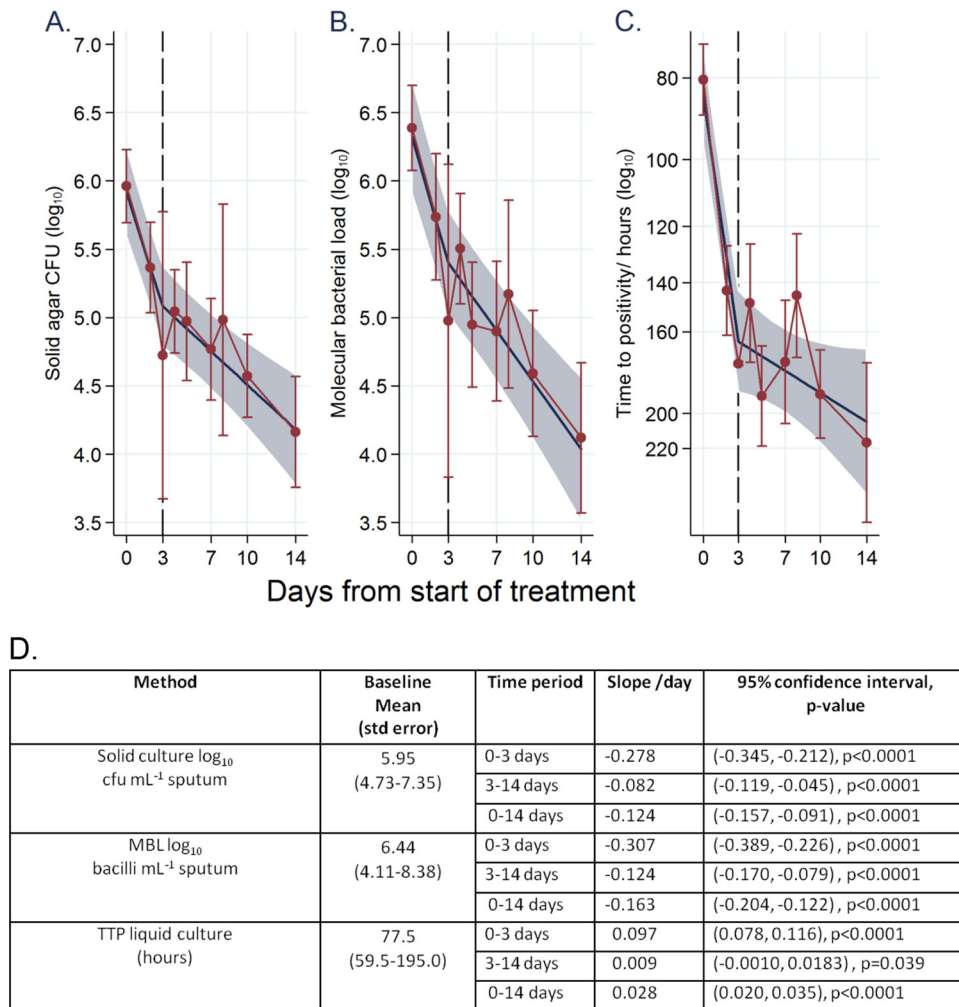 A.
B.
C.
7.0
6.5
6.0
5.5
5.0
4.5
4.0
3.5
Solid agar CFU (log₁₀)
0 3 7 10 14
7.0
6.5
6.0
5.5
5.0
4.5
4.0
3.5
Molecular bacterial load (log₁₀)
0 3 7 10 14
80
100
120
140
160
200
220
Time to positivity/ hours (log₁₀)
0 3 7 10 14
Days from start of treatment
D.
Method Baseline Time period Slope /day 95% confidence interval,
Mean p-value
(std error)
Solid culture log₁₀ 5.95 0-3 days -0.278 (-0.345, -0.212), p<0.0001
cfu mL⁻¹ sputum (4.73-7.35) 3-14 days -0.082 (-0.119, -0.045), p<0.0001
0-14 days -0.124 (-0.157, -0.091), p<0.0001
MBL log₁₀ 6.44 0-3 days -0.307 (-0.389, -0.226), p<0.0001
bacilli mL⁻¹ sputum (4.11-8.38) 3-14 days -0.124 (-0.170, -0.079), p<0.0001
0-14 days -0.163 (-0.204, -0.122), p<0.0001
TTP liquid culture 77.5 0-3 days 0.097 (0.078, 0.116), p<0.0001
(hours) (59.5-195.0) 3-14 days 0.009 (-0.0010, 0.0183) , p=0.039
0-14 days 0.028 (0.020, 0.035), p<0.0001